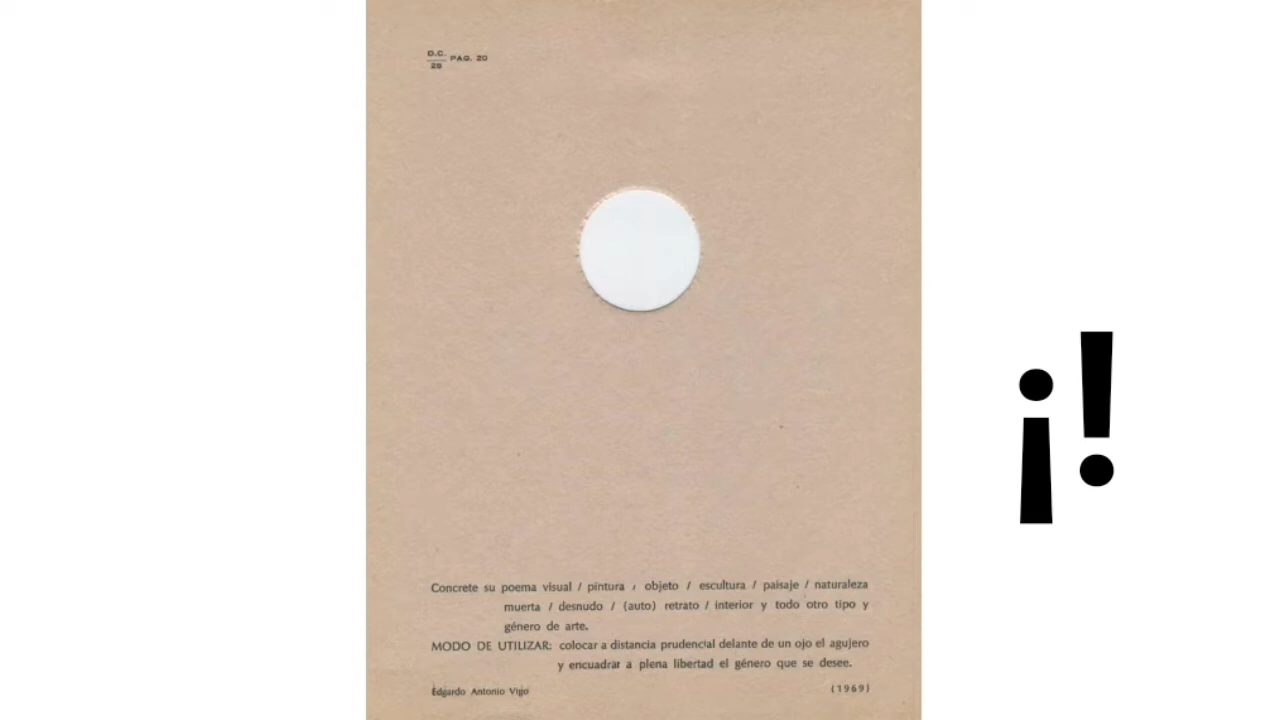 D.C.
28 PAG. 20
Concrete su poema visual / pintura / objeto / escultura / paisaje / naturaleza
muerta / desnudo / (auto) retrato / interior y todo otro tipo y
género de arte.
MODO DE UTILIZAR: colocar a distancia prudencial delante de un ojo el agujero
y encuadrar a plena libertad el género que se desee.
Edgardo Antonio Vigo (1969)
¡!